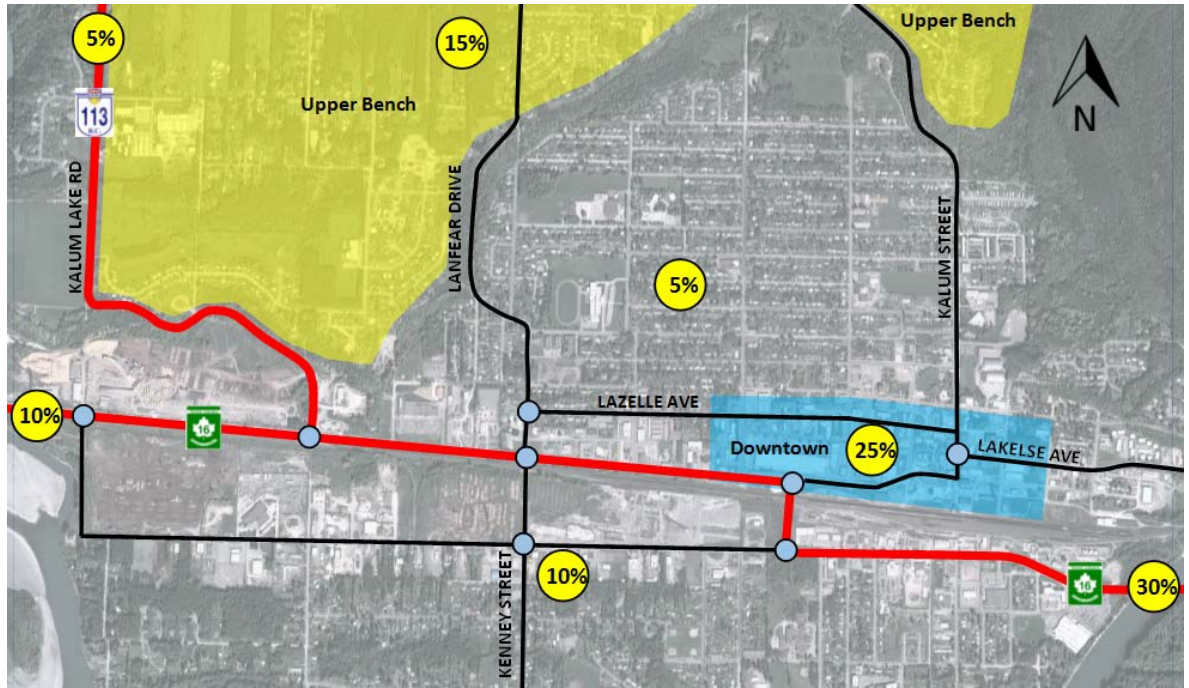 5%
15%
Upper Bench
Upper Bench
113
B.C.
N
KALUM LAKE RD
LANFEAR DRIVE
KALUM STREET
5%
10%
16
LAZELLE AVE
Downtown
25%
LAKELSE AVE
KENNEY STREET
10%
16
30%